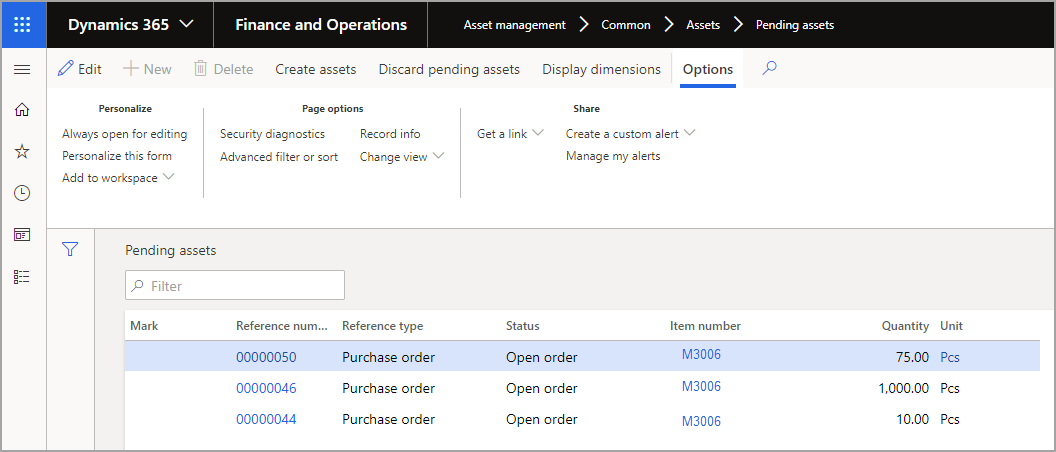 Dynamics 365 Finance and Operations Asset management Common Assets Pending assets
Edit New Delete Create assets Discard pending assets Display dimensions Options
Personalize Page options Share
Always open for editing Security diagnostics Record info Get a link Create a custom alert
Personalize this form Advanced filter or sort Change view Manage my alerts
Add to workspace
Pending assets
Filter
Mark Reference num... Reference type Status Item number Quantity Unit
00000050 Purchase order Open order M3006 75.00 Pcs
00000046 Purchase order Open order M3006 1,000.00 Pcs
00000044 Purchase order Open order M3006 10.00 Pcs